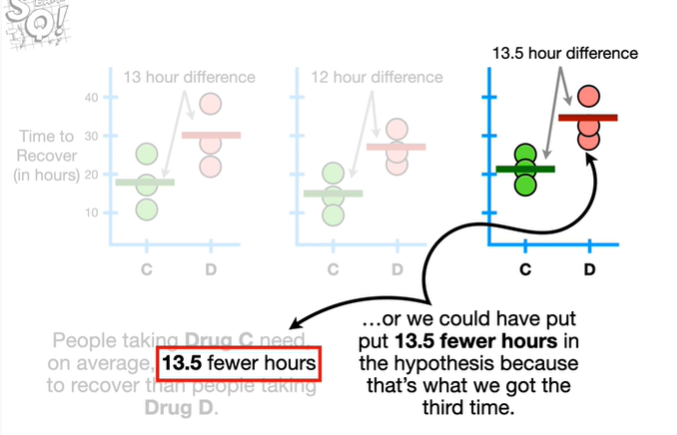 S
Q!
13.5 hour difference
13 hour difference
12 hour difference
40
30
20
10
Time to
Recover
(in hours)
C
D
C
D
C
D
People taking Drug C need,
on average, 13.5 fewer hours
to recover than people taking
Drug D.
...or we could have put
put 13.5 fewer hours in
the hypothesis because
that's what we got the
third time.